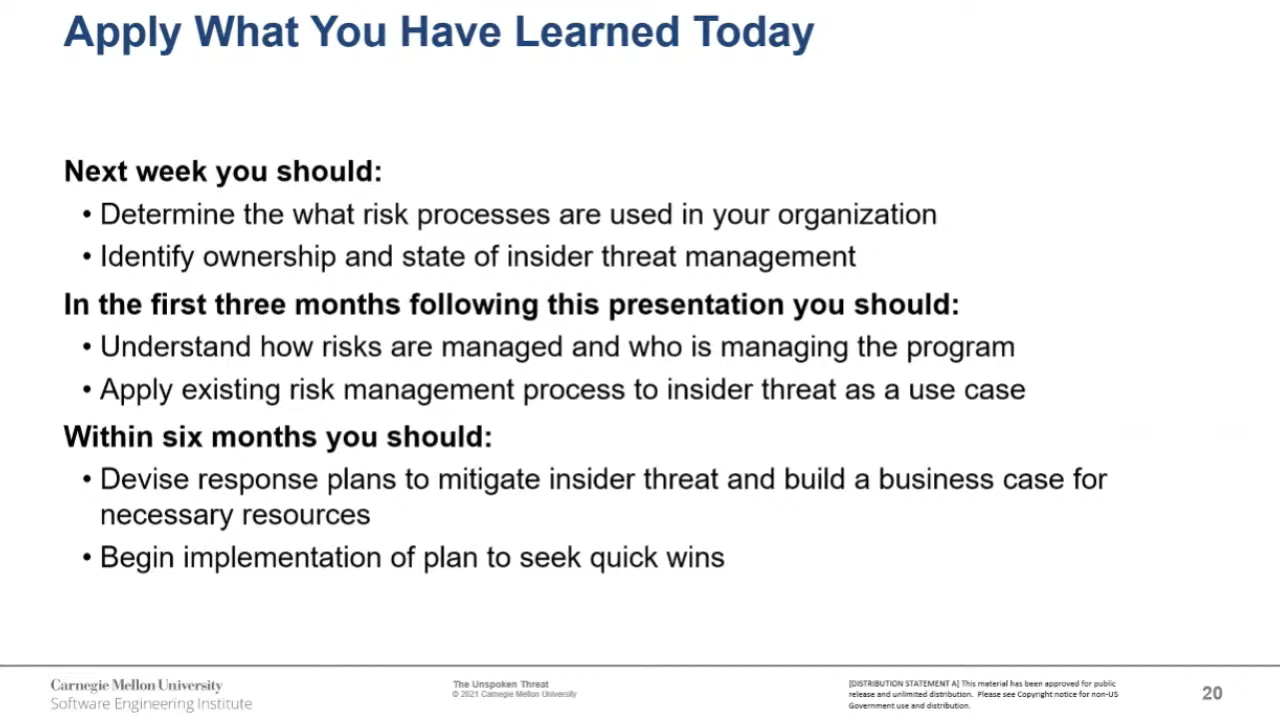 Apply What You Have Learned Today
Next week you should:
• Determine the what risk processes are used in your organization
• Identify ownership and state of insider threat management
In the first three months following this presentation you should:
• Understand how risks are managed and who is managing the program
• Apply existing risk management process to insider threat as a use case
Within six months you should:
• Devise response plans to mitigate insider threat and build a business case for
necessary resources
• Begin implementation of plan to seek quick wins
Carnegie Mellon University
Software Engineering Institute
The Unspoken Threat
© 2021 Carnegie Mellon University
[DISTRIBUTION STATEMENT A] This material has been approved for public
release and unlimited distribution. Please see Copyright notice for non-US
Government use and distribution.
20